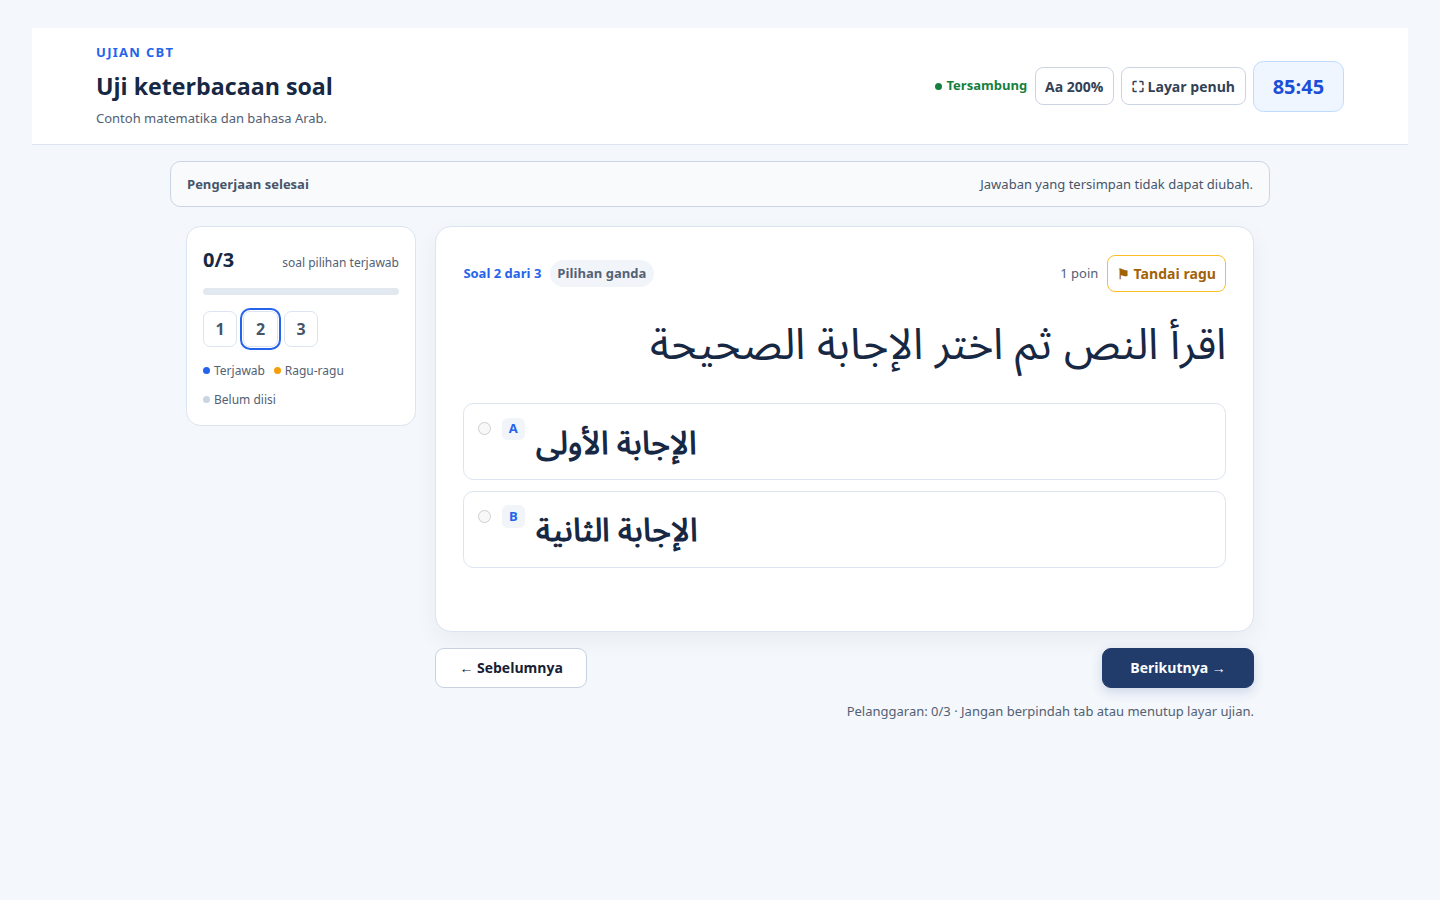 UJIAN CBT
Uji keterbacaan soal
Contoh matematika dan bahasa Arab.
Tersambung
Aa 200%
Layar penuh
85:45
Pengerjaan selesai
Jawaban yang tersimpan tidak dapat diubah.
0/3 soal pilihan terjawab
1 2 3
Terjawab Ragu-ragu
Belum diisi
Soal 2 dari 3 Pilihan ganda
1 poin
⚑ Tandai ragu
اقرأ النص ثم اختر الإجابة الصحيحة
A الإجابة الأولى
B الإجابة الثانية
← Sebelumnya
Berikutnya →
Pelanggaran: 0/3 · Jangan berpindah tab atau menutup layar ujian.